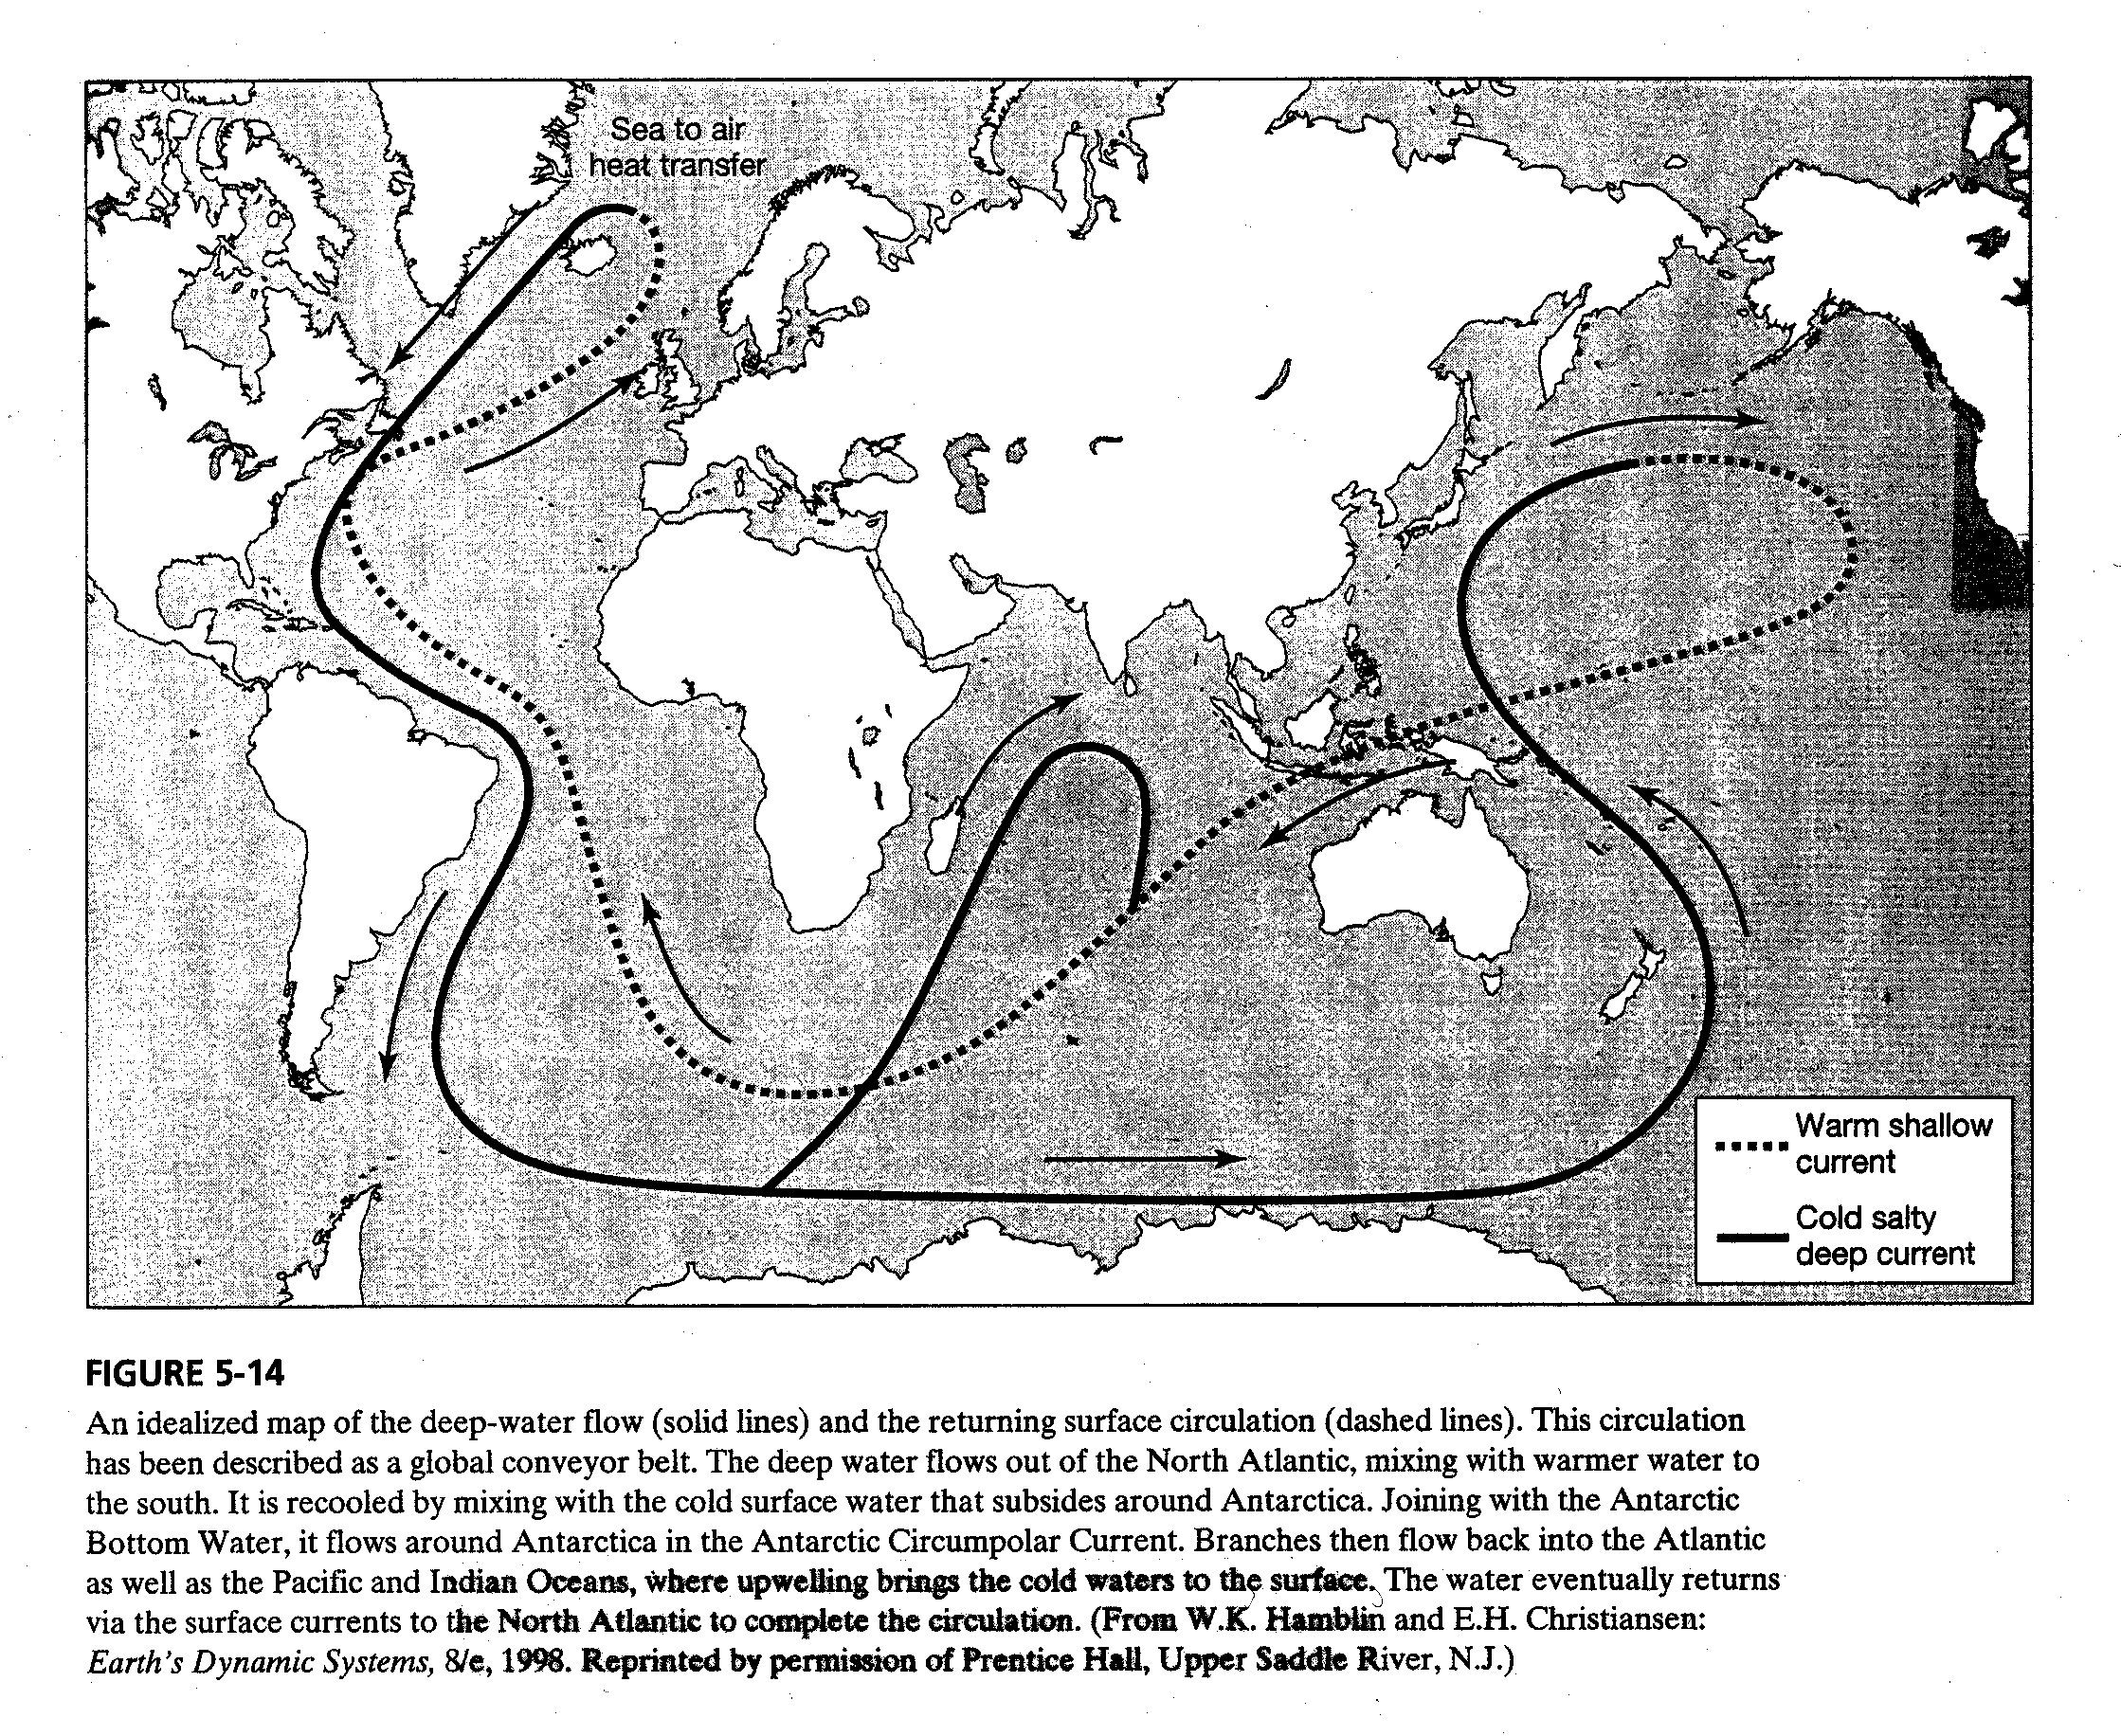 Sea to air
heat transfer
Warm shallow
current
Cold salty
deep current
FIGURE 5-14
An idealized map of the deep-water flow (solid lines) and the returning surface circulation (dashed lines). This circulation
has been described as a global conveyor belt. The deep water flows out of the North Atlantic, mixing with warmer water to
the south. It is recooled by mixing with the cold surface water that subsides around Antarctica. Joining with the Antarctic
Bottom Water, it flows around Antarctica in the Antarctic Circumpolar Current. Branches then flow back into the Atlantic
as well as the Pacific and Indian Oceans, where upwelling brings the cold waters to the surface. The water eventually returns
via the surface currents to the North Atlantic to complete the circulation. (From W.K. Hamblin and E.H. Christiansen:
Earth's Dynamic Systems, 8/e, 1998. Reprinted by permission of Prentice Hall, Upper Saddle River, N.J.)